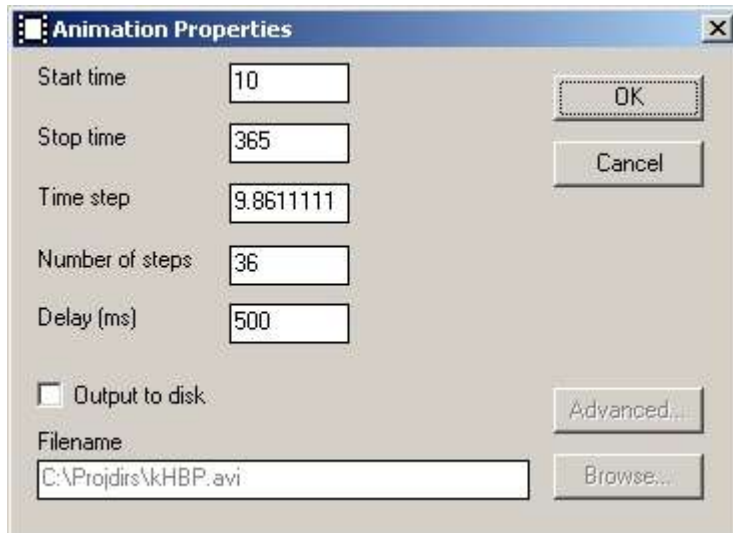 Animation Properties
Start time 10
OK
Stop time 365
Cancel
Time step 9.8611111
Number of steps 36
Delay (ms) 500
Output to disk
Advanced...
Filename
C:\Projdirs\kHBP.avi
Browse...